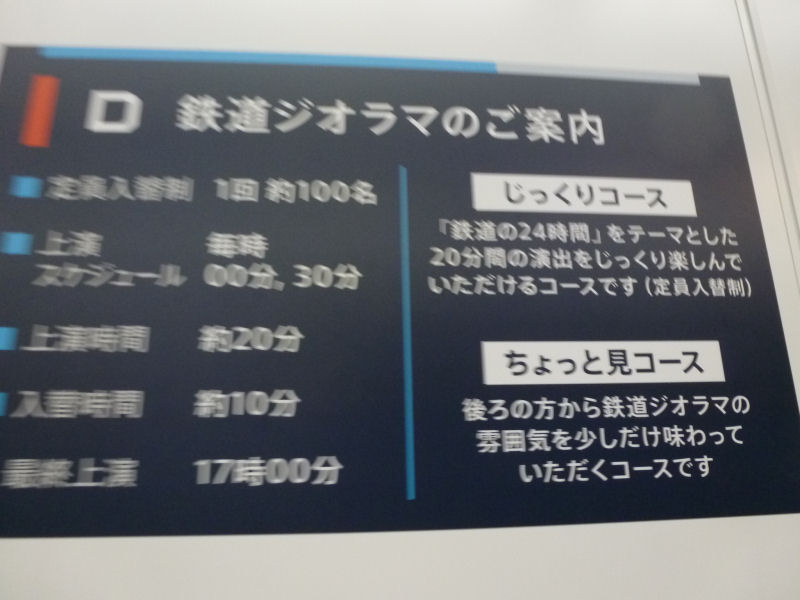 D 鉄道ジオラマのご案内
定員入替制 1回 約100名
上演 毎時
スケジュール 00分, 30分
上演時間 約20分
入替時間 約10分
最終上演 17時00分
じっくりコース
「鉄道の24時間」をテーマとした
20分間の演出をじっくり楽しんで
いただけるコースです(定員入替制)
ちょっと見コース
後ろの方から鉄道ジオラマの
雰囲気を少しだけ味わって
いただくコースです